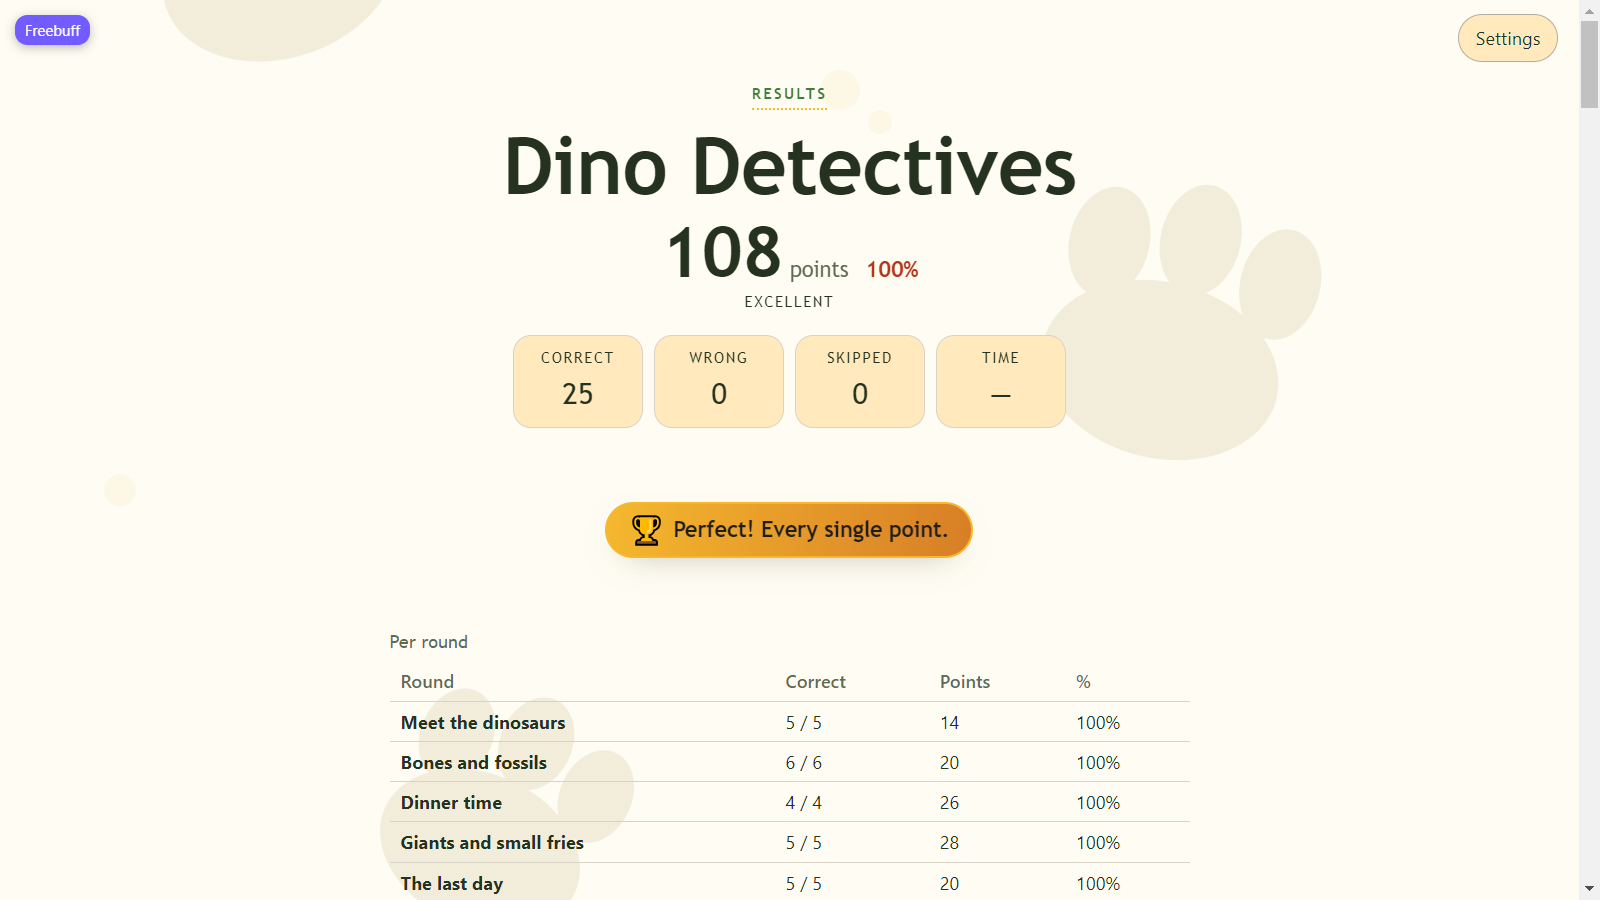 Freebuff
Settings
RESULTS
Dino Detectives
108 points 100%
EXCELLENT
CORRECT WRONG SKIPPED TIME
25 0 0 —
Perfect! Every single point.
Per round
Round Correct Points %
Meet the dinosaurs 5 / 5 14 100%
Bones and fossils 6 / 6 20 100%
Dinner time 4 / 4 26 100%
Giants and small fries 5 / 5 28 100%
The last day 5 / 5 20 100%